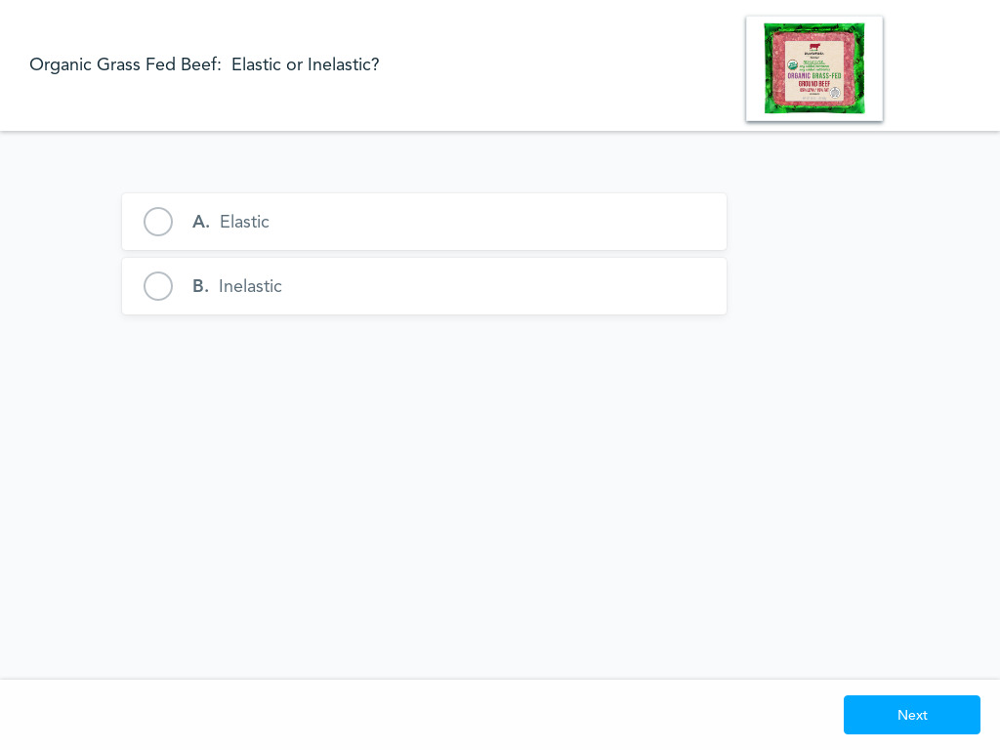 Organic Grass Fed Beef:  Elastic or Inelastic?
ORGANIC GRASS-FED
GROUND BEEF
A. Elastic
B. Inelastic
Next